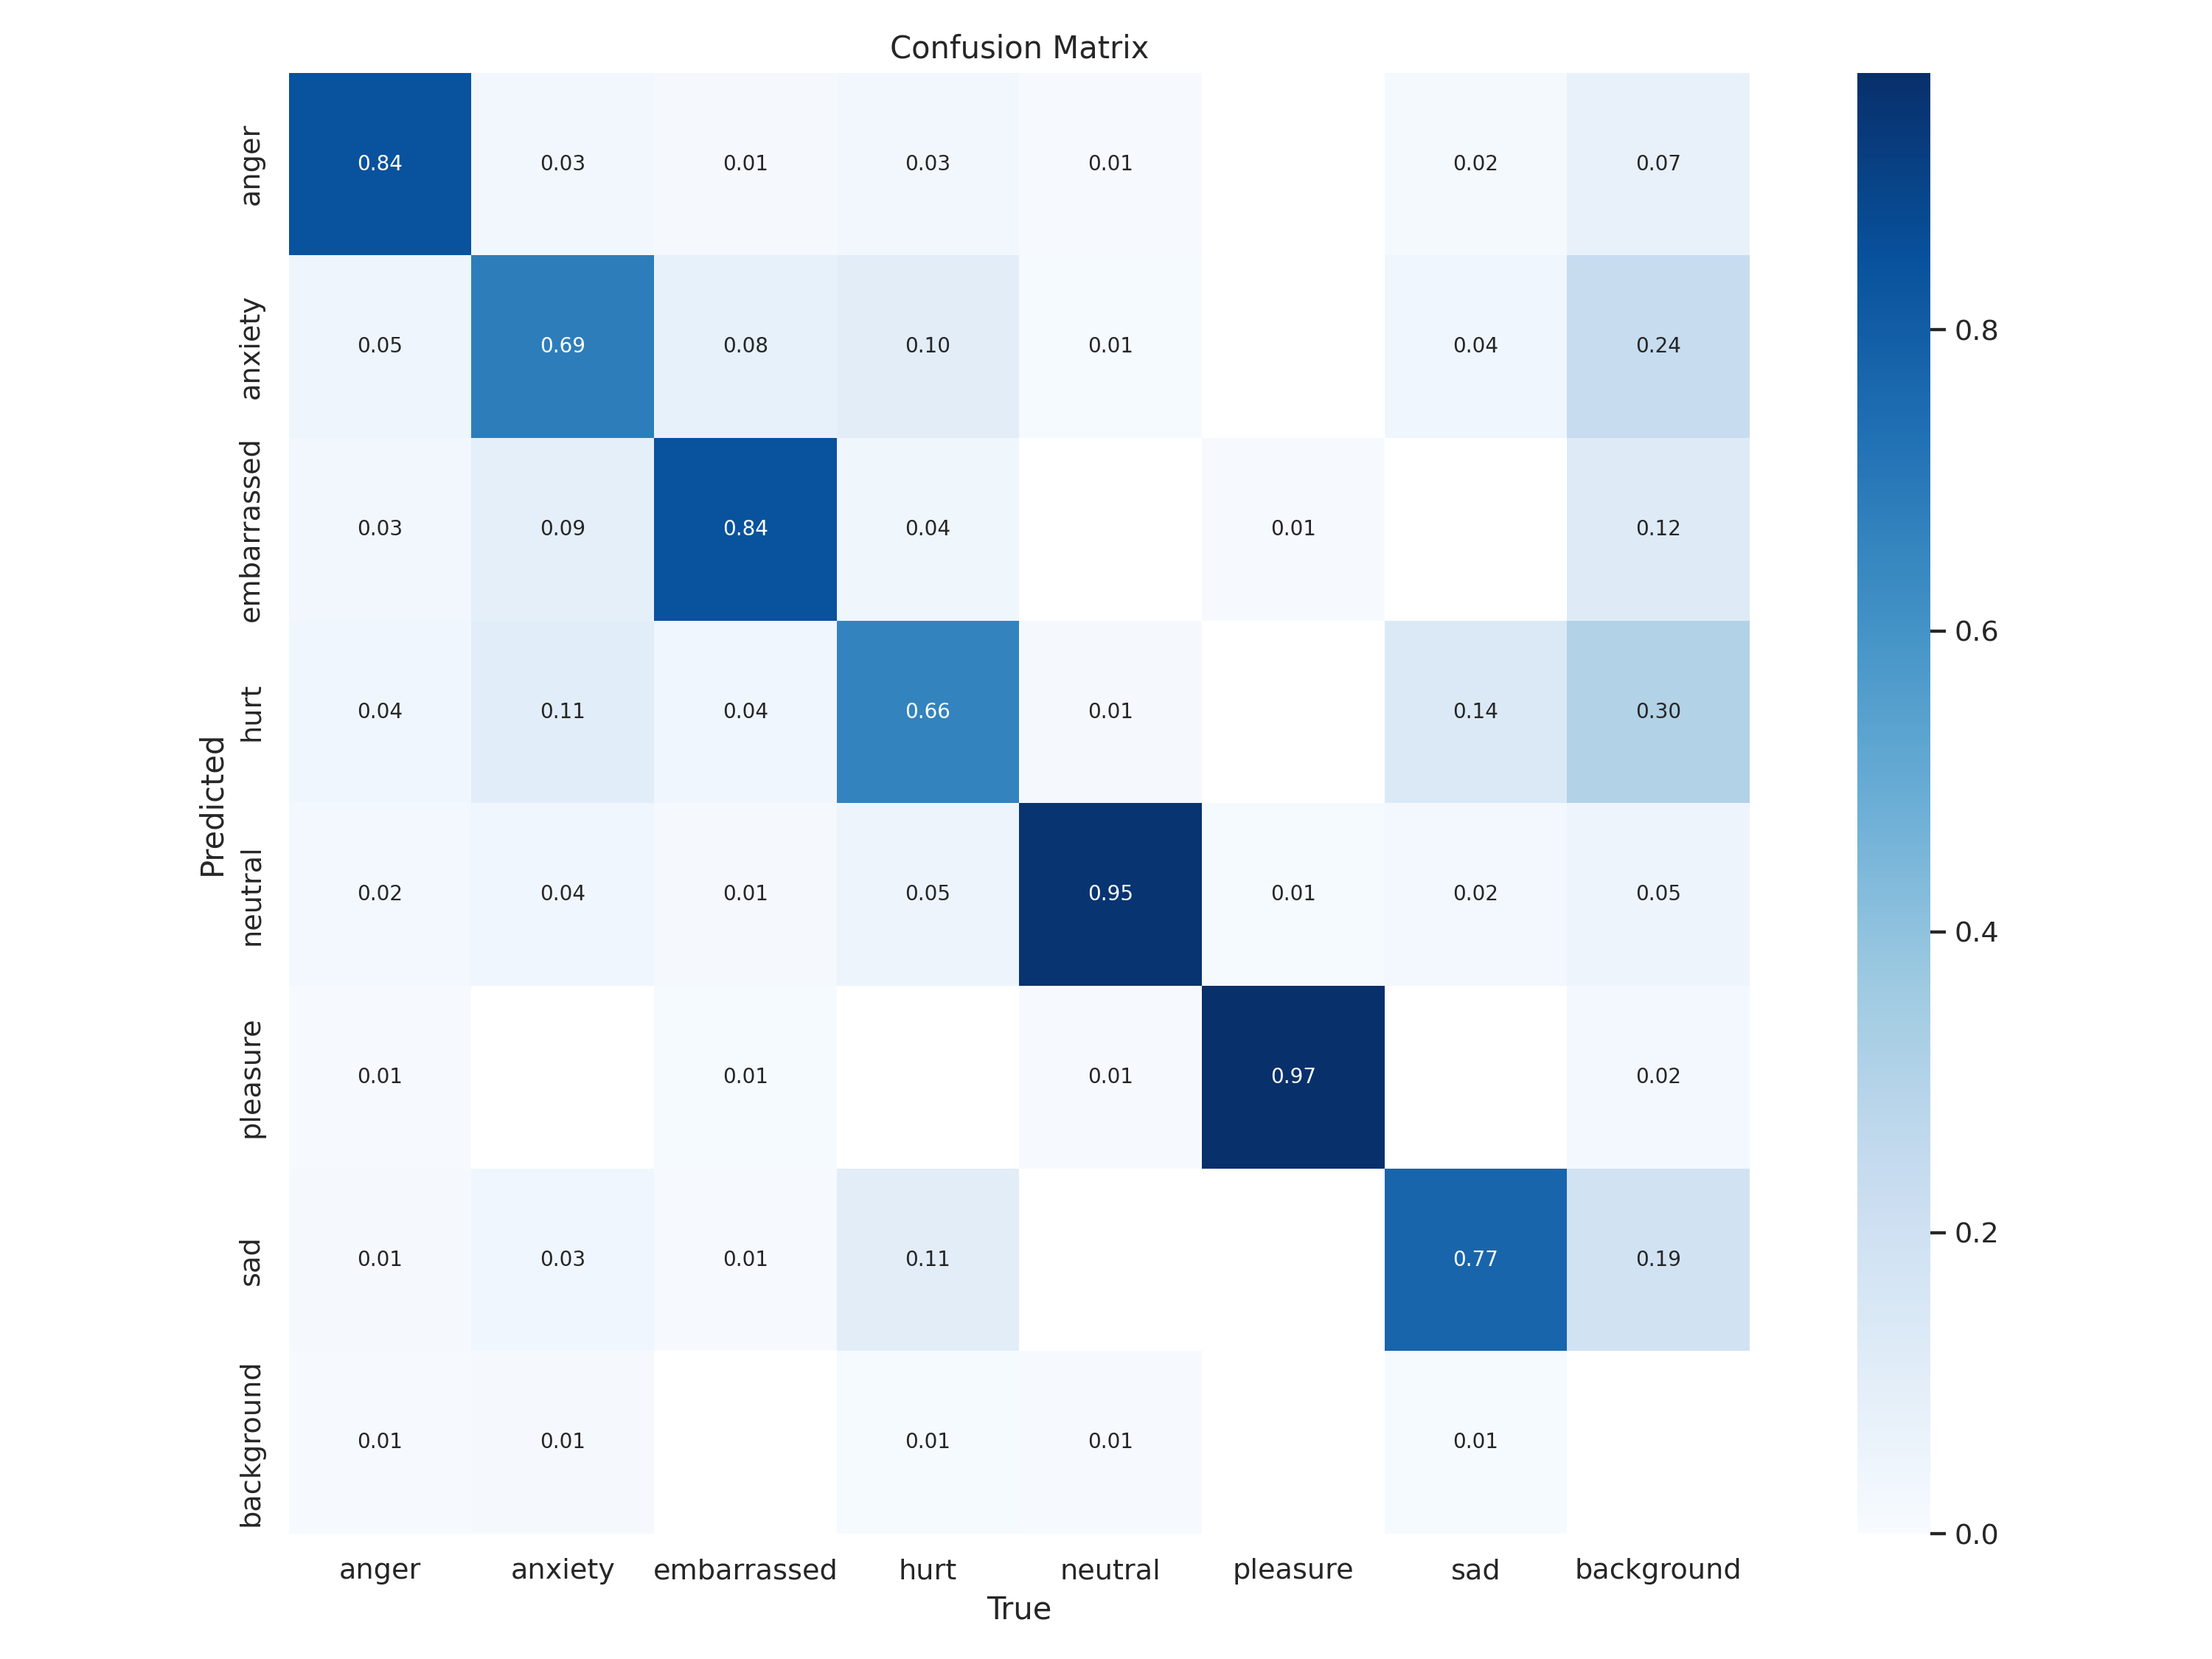 Confusion Matrix
anger 0.84 0.03 0.01 0.03 0.01 0.02 0.07
anxiety 0.05 0.69 0.08 0.10 0.01 0.04 0.24
embarrassed 0.03 0.09 0.84 0.04 0.01 0.12
hurt 0.04 0.11 0.04 0.66 0.01 0.14 0.30
neutral 0.02 0.04 0.01 0.05 0.95 0.01 0.02 0.05
pleasure 0.01 0.01 0.01 0.97 0.02
sad 0.01 0.03 0.01 0.11 0.77 0.19
background 0.01 0.01 0.01 0.01 0.01
anger anxiety embarrassed hurt neutral pleasure sad background
True
Predicted
0.8
0.6
0.4
0.2
0.0